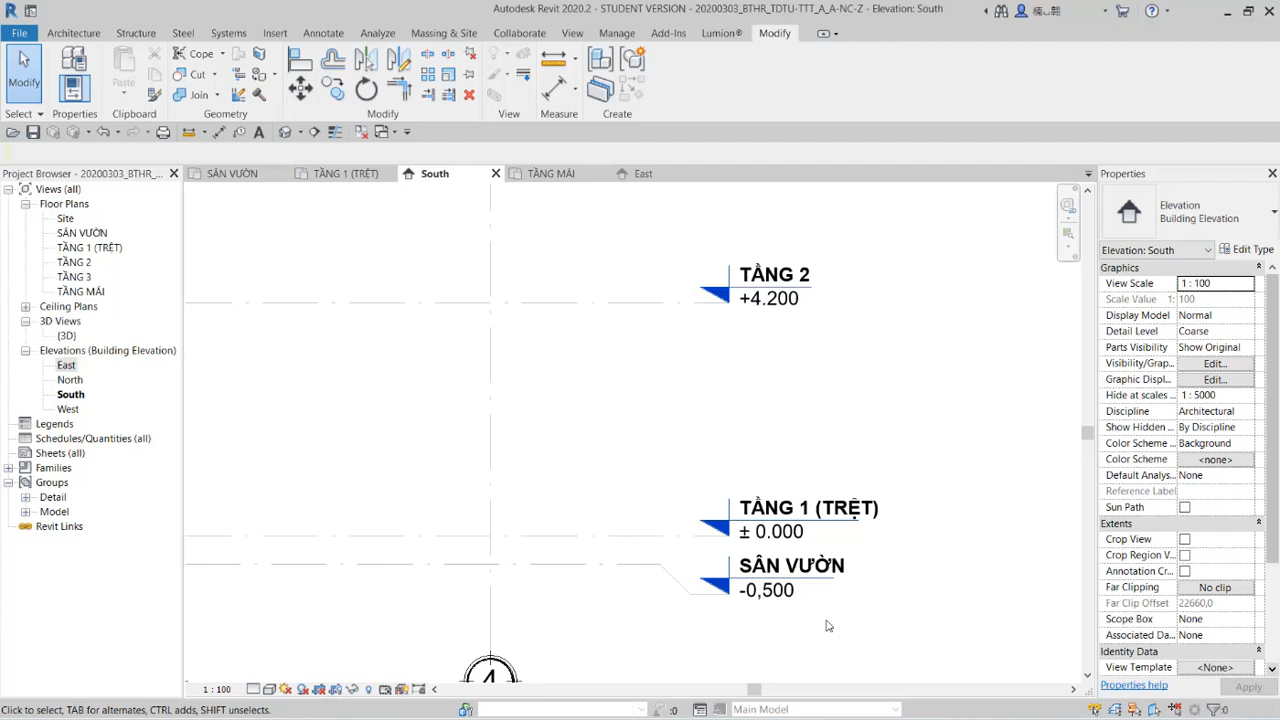 Autodesk Revit 2020.2 - STUDENT VERSION - 20200303_BTHR_TDTU-TTT_A_A-NC-Z - Elevation: South
File Architecture Structure Steel Systems Insert Annotate Analyze Massing & Site Collaborate View Manage Add-Ins Lumion® Modify
Modify Paste Cope Cut Join
Select Properties Clipboard Geometry Modify View Measure Create
Project Browser - 20200303_BTHR_...
SÂN VƯỜN TẦNG 1 (TRỆT) South TẦNG MÁI East
Properties
Views (all)
Floor Plans
Site
SÂN VƯỜN
TẦNG 1 (TRỆT)
TẦNG 2
TẦNG 3
TẦNG MÁI
Ceiling Plans
3D Views
{3D}
Elevations (Building Elevation)
East
North
South
West
Legends
Schedules/Quantities (all)
Sheets (all)
Families
Groups
Detail
Model
Revit Links
TẦNG 2
+4.200
TẦNG 1 (TRỆT)
± 0.000
SÂN VƯỜN
-0,500
4
Elevation
Building Elevation
Elevation: South Edit Type
Graphics
View Scale 1 : 100
Scale Value 1: 100
Display Model Normal
Detail Level Coarse
Parts Visibility Show Original
Visibility/Grap... Edit...
Graphic Displ... Edit...
Hide at scales ... 1 : 5000
Discipline Architectural
Show Hidden ... By Discipline
Color Scheme ... Background
Color Scheme <none>
Default Analys... None
Reference Label
Sun Path
Extents
Crop View
Crop Region V...
Annotation Cr...
Far Clipping No clip
Far Clip Offset 22660,0
Scope Box None
Associated Da... None
Identity Data
View Template <None>
Properties help Apply
1 : 100
Click to select, TAB for alternates, CTRL adds, SHIFT unselects. :0 Main Model :0